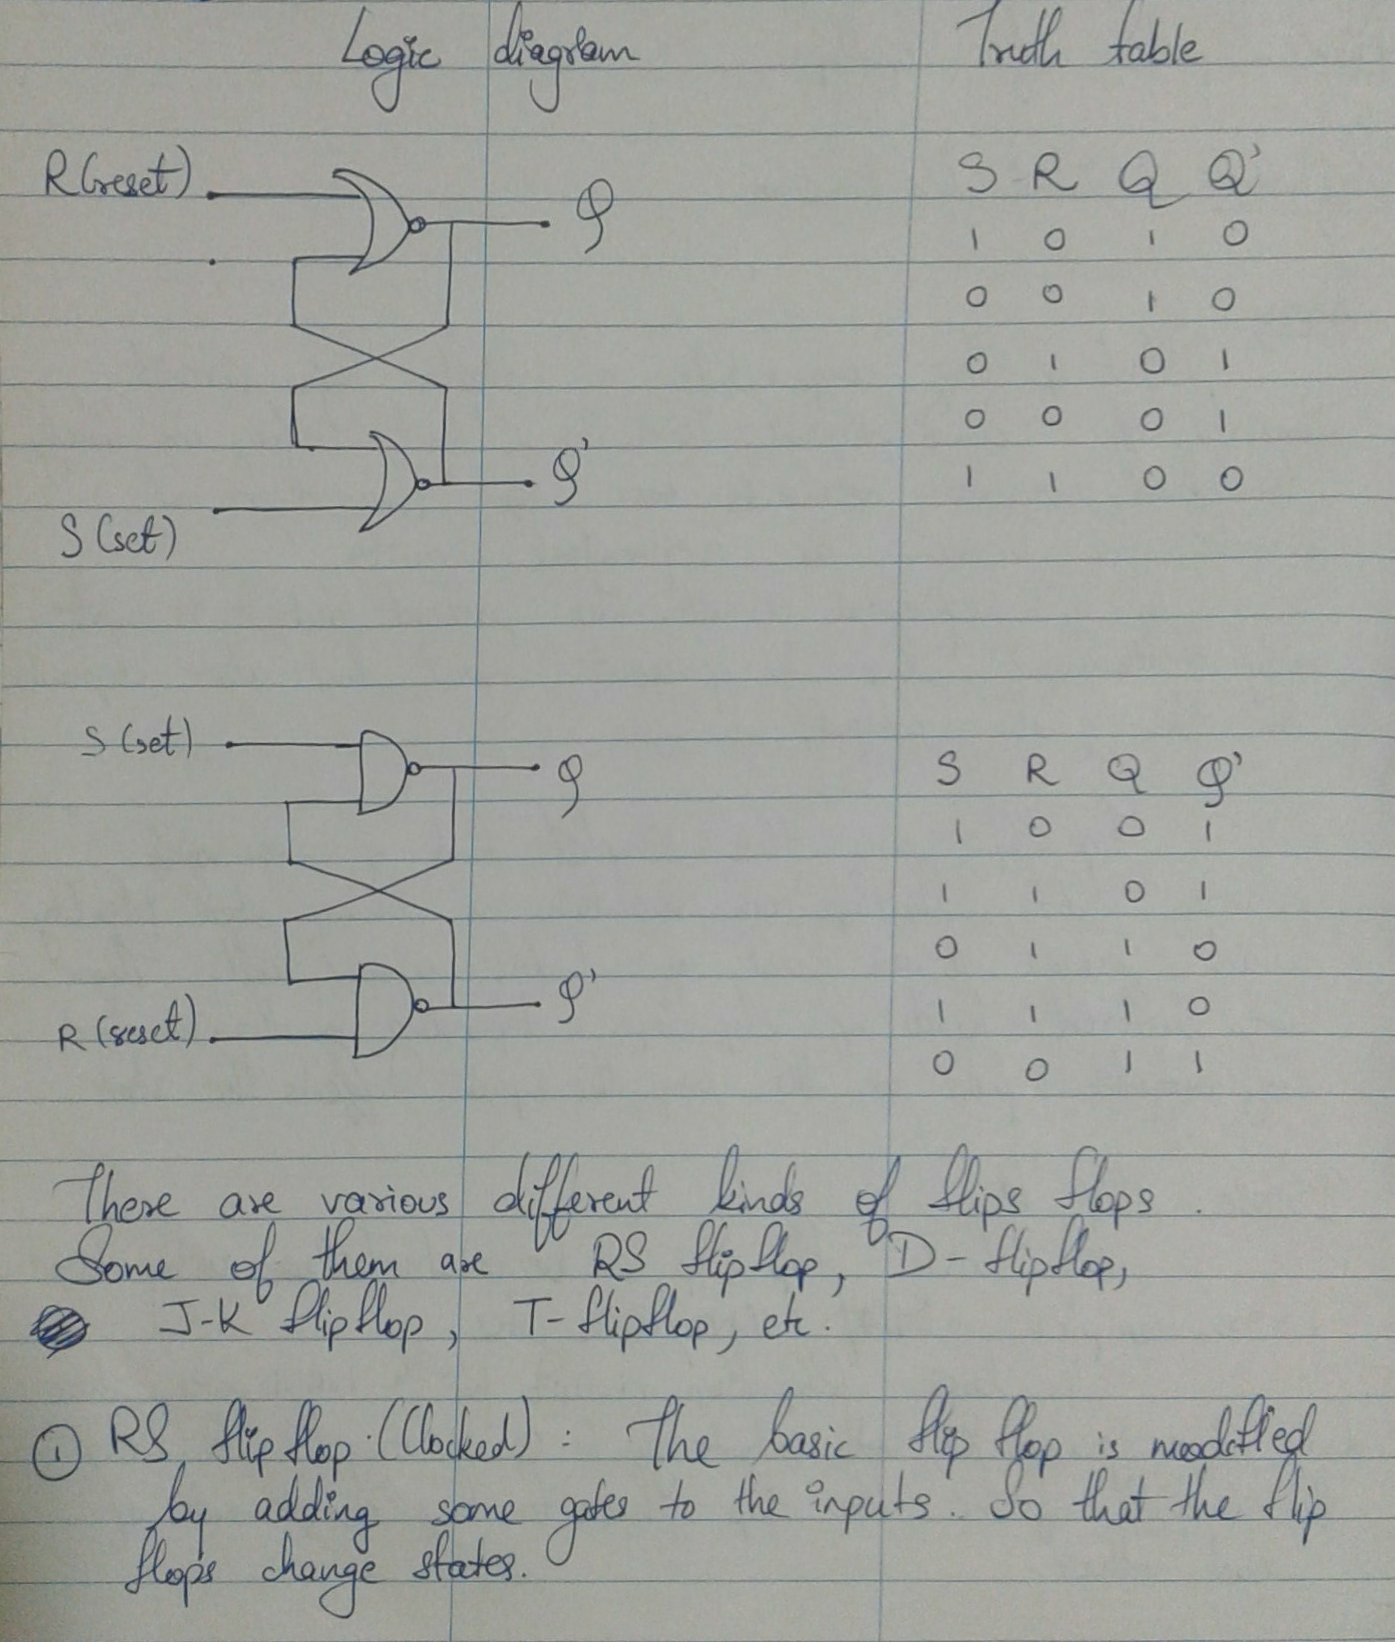 Logic diagram Truth table
R(reset) Q S R Q Q'
1 0 1 0
0 0 1 0
0 1 0 1
0 0 0 1
Q' 1 1 0 0
S (set)
S (set) Q S R Q Q'
1 0 0 1
1 1 0 1
0 1 1 0
R (reset) Q' 1 1 1 0
0 0 1 1
There are various different kinds of flips flops.
Some of them are RS flipflop, D-flipflop,
J-K flipflop, T-flipflop, etc.
① RS flip flop. (Clocked) : The basic flip flop is modified
by adding some gates to the inputs. So that the flip
flops change states.